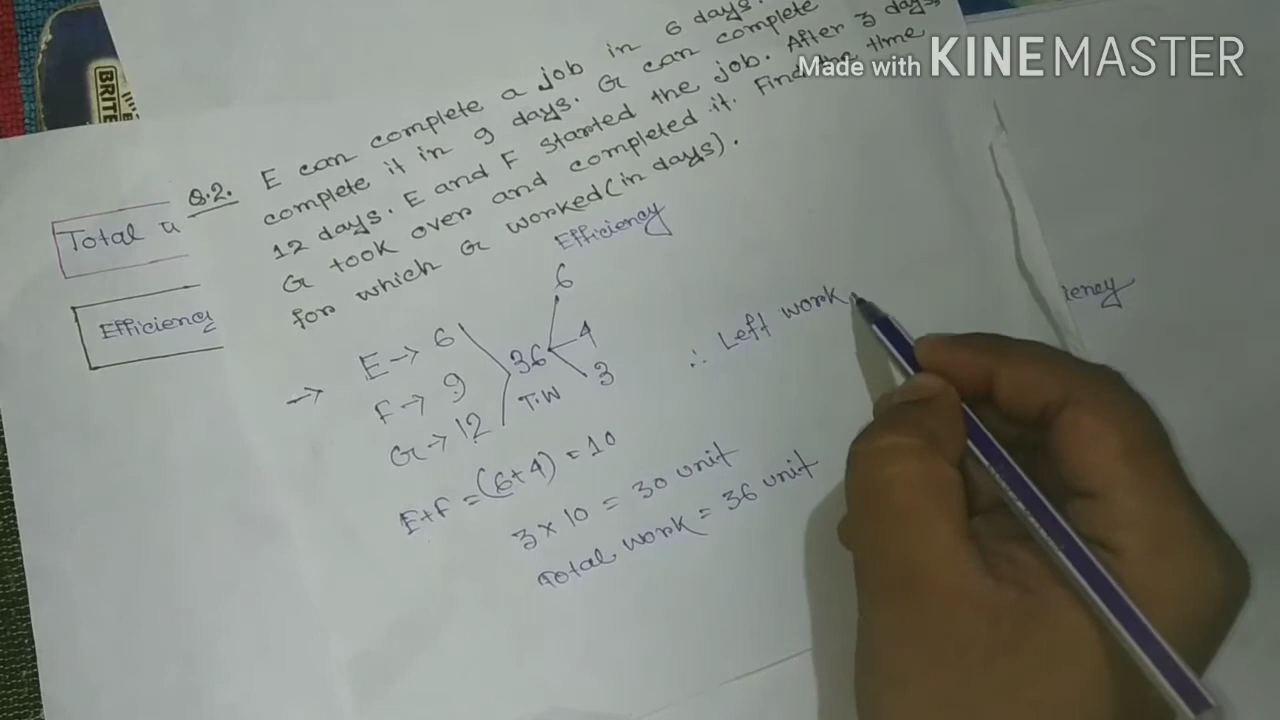 Made with KINEMASTER
BRITE
Q.2. E can complete a job in 6 days.
complete it in 9 days. G can complete
12 days. E and F started the job. After 3 days,
G took over and completed it. Find the time
for which G worked (in days).
Total
Efficiency
Efficiency
iency
E → 6
F → 9
G → 12
36
T.W
6
4
3
∴ Left work
E+F = (6+4) = 10
3 × 10 = 30 unit
Total work = 36 unit